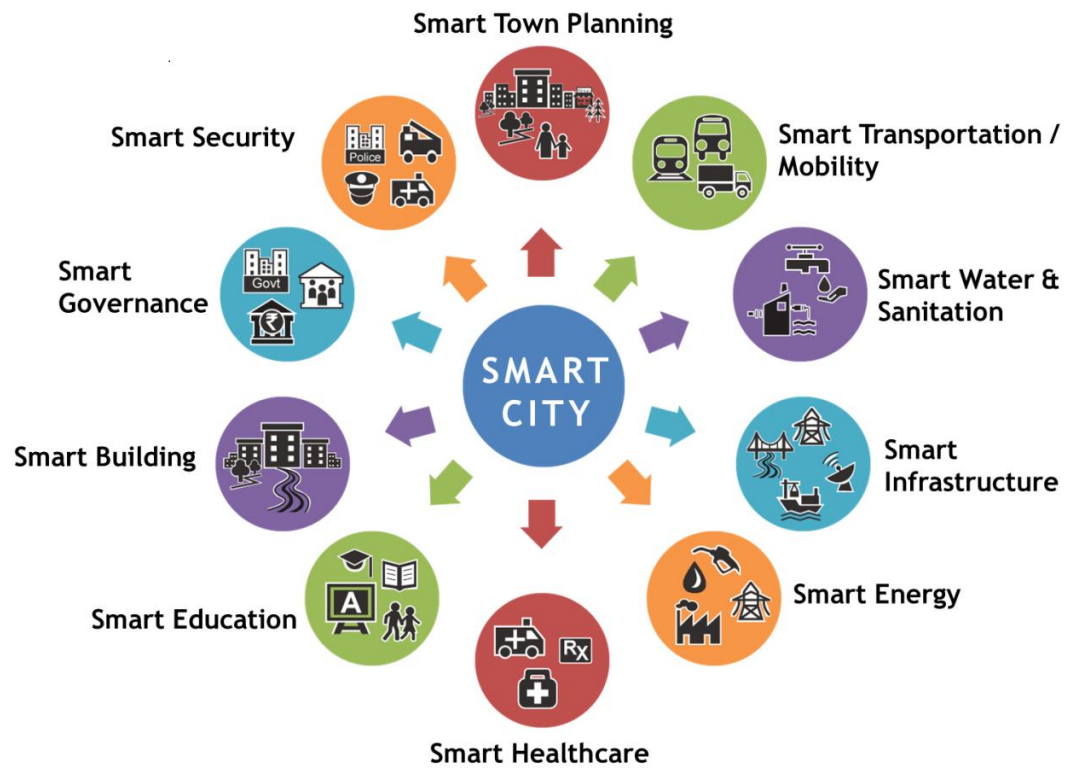 Smart Town Planning
Smart Security
Police
Smart Transportation /
Mobility
Smart
Governance
Govt
₹
Smart Water &
Sanitation
SMART
CITY
Smart Building
Smart
Infrastructure
Smart Education
A
Smart Energy
RX
Smart Healthcare